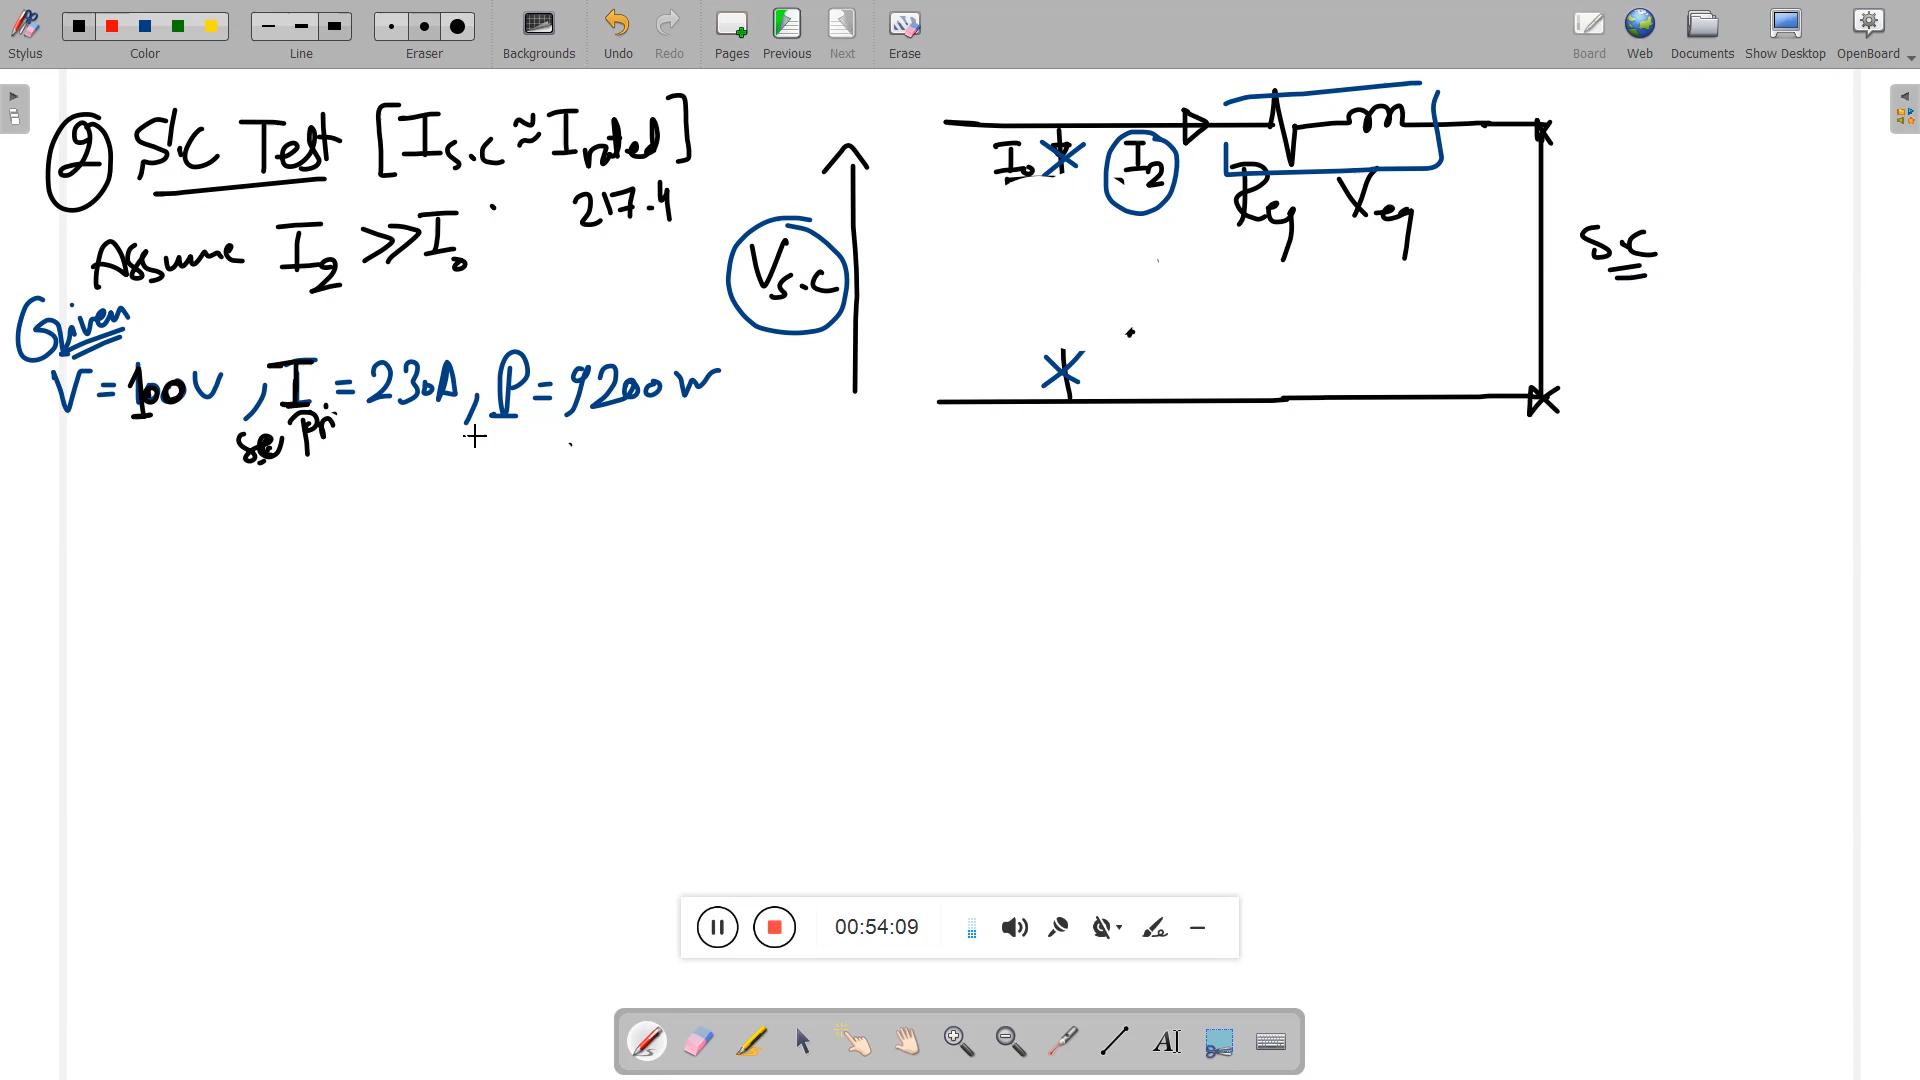 Stylus Color Line Eraser Backgrounds Undo Redo Pages Previous Next Erase Board Web Documents Show Desktop OpenBoard
② S.C Test [I s.c ≈ I rated]
217.4
Assume I2 >> I0
Given
V = 100V , I = 230A , P = 9200 w
sec Pri
Vs.c
I0 I2
Req Xeq
S.C
00:54:09